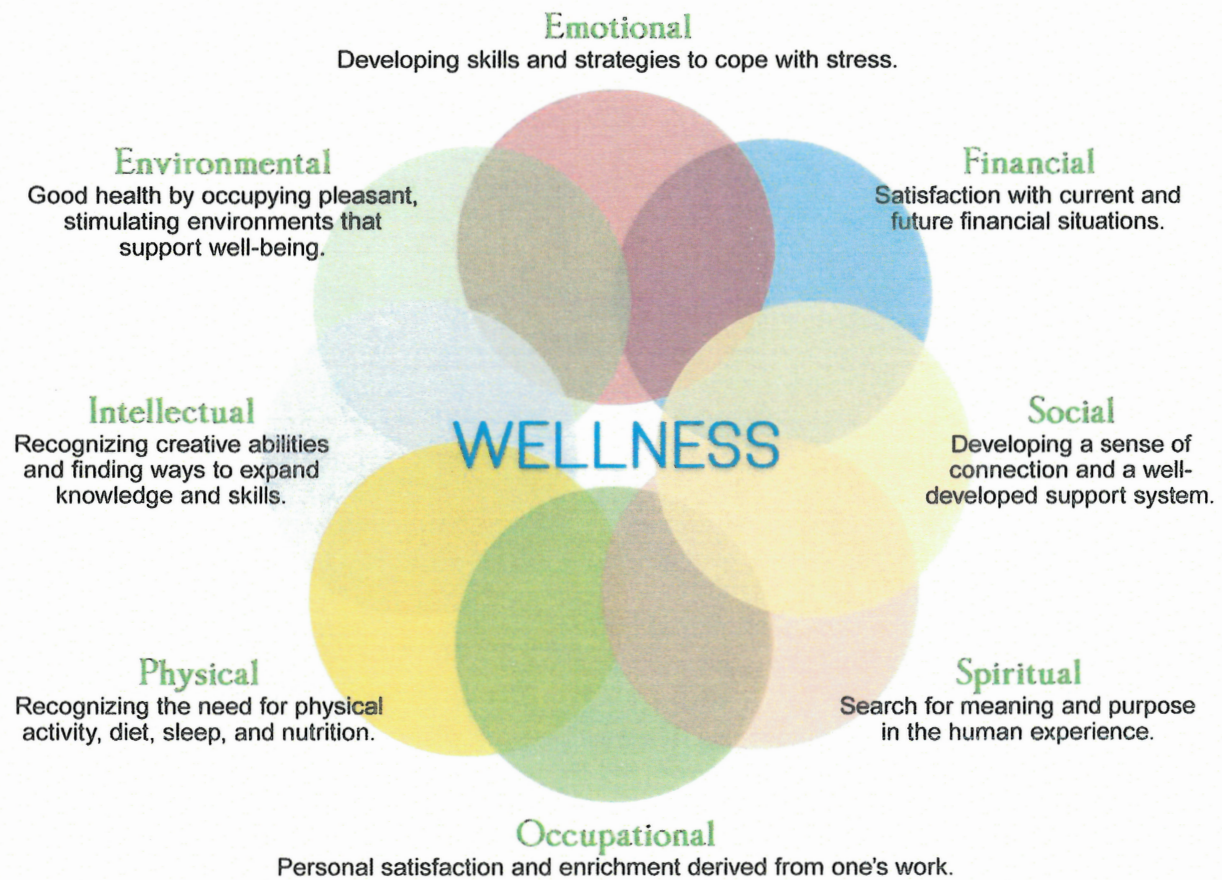 Emotional
Developing skills and strategies to cope with stress.
Environmental
Good health by occupying pleasant,
stimulating environments that
support well-being.
Financial
Satisfaction with current and
future financial situations.
Intellectual
Recognizing creative abilities
and finding ways to expand
knowledge and skills.
WELLNESS
Social
Developing a sense of
connection and a well-
developed support system.
Physical
Recognizing the need for physical
activity, diet, sleep, and nutrition.
Spiritual
Search for meaning and purpose
in the human experience.
Occupational
Personal satisfaction and enrichment derived from one's work.